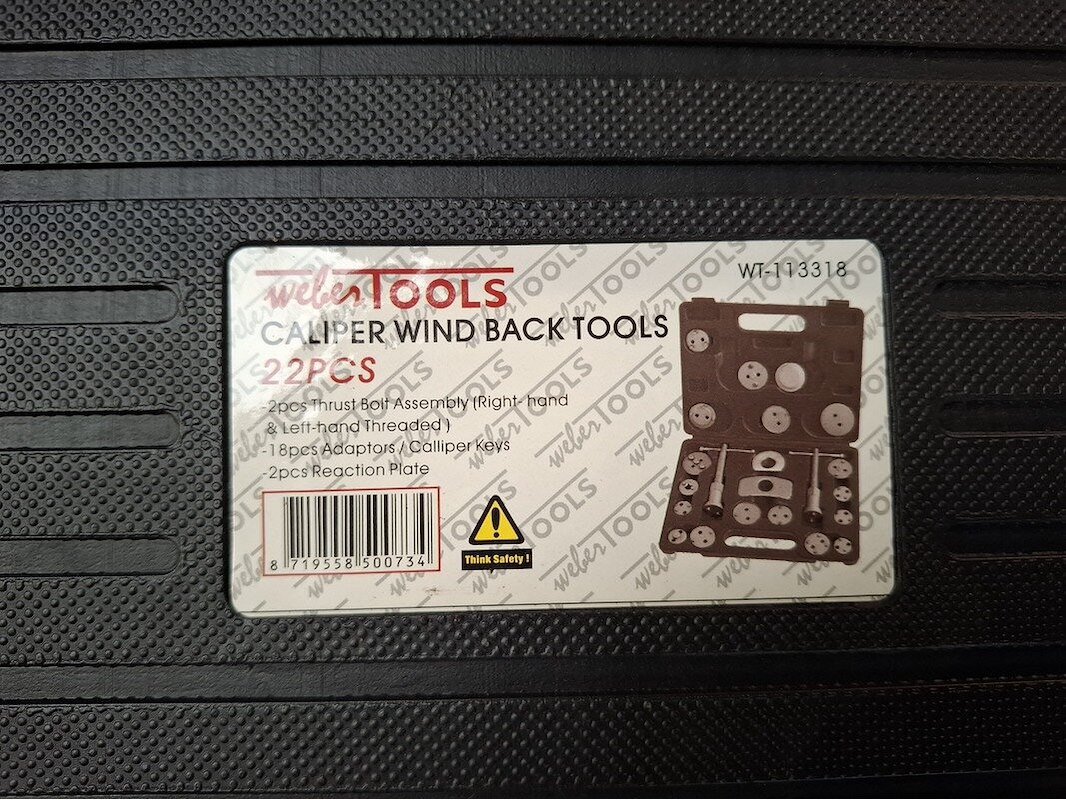 weberTOOLS
WT-113318
CALIPER WIND BACK TOOLS
22PCS
-2pcs Thrust Bolt Assembly (Right- hand
& Left-hand Threaded )
-18pcs Adaptors / Calliper Keys
-2pcs Reaction Plate
8 719558 500734
Think Safety !